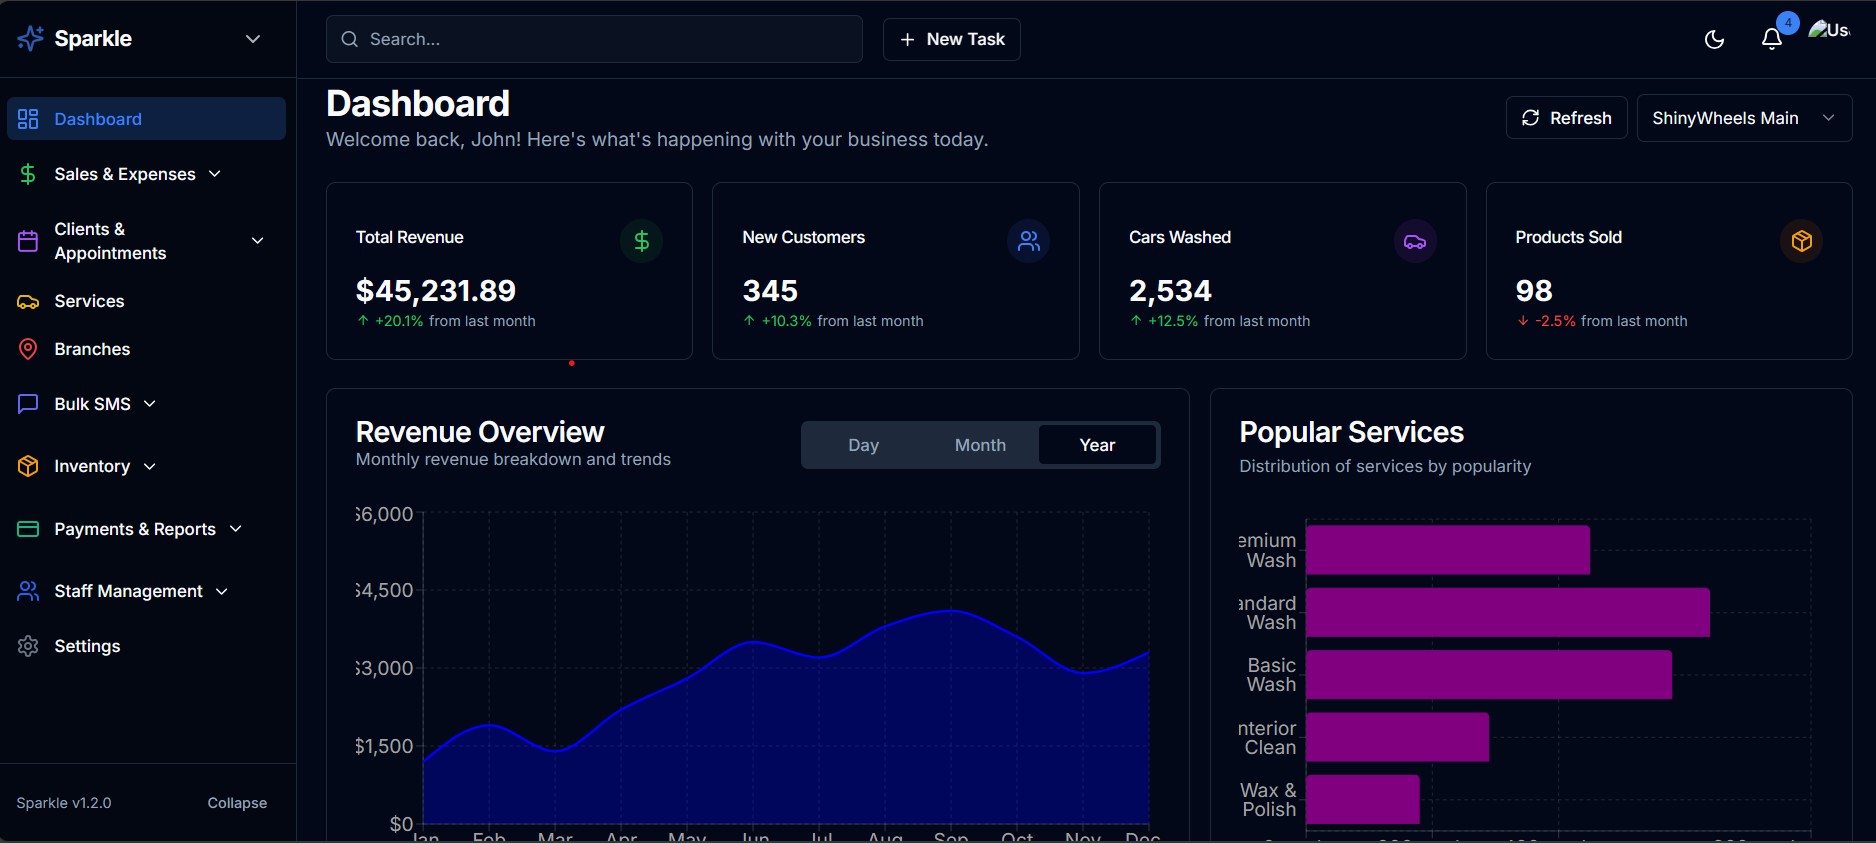 Sparkle
Search...
New Task
4
Us
Dashboard
Sales & Expenses
Clients &
Appointments
Services
Branches
Bulk SMS
Inventory
Payments & Reports
Staff Management
Settings
Sparkle v1.2.0
Collapse
Dashboard
Welcome back, John! Here's what's happening with your business today.
Refresh
ShinyWheels Main
Total Revenue
$45,231.89
+20.1% from last month
New Customers
345
+10.3% from last month
Cars Washed
2,534
+12.5% from last month
Products Sold
98
-2.5% from last month
Revenue Overview
Monthly revenue breakdown and trends
Day
Month
Year
$6,000
$4,500
$3,000
$1,500
$0
Jan Feb Mar Apr May Jun Jul Aug Sep Oct Nov Dec
Popular Services
Distribution of services by popularity
emium
Wash
andard
Wash
Basic
Wash
nterior
Clean
Wax &
Polish